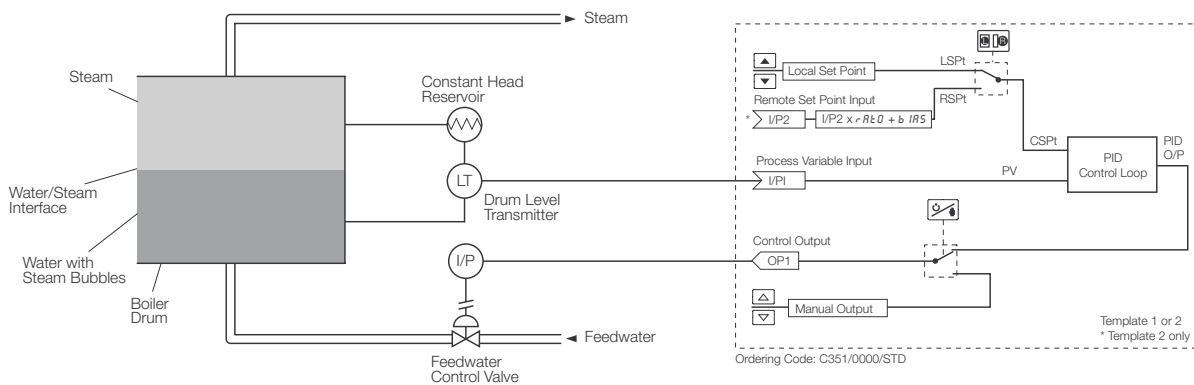 Steam
Steam
Constant Head
Reservoir
LT
Drum Level
Transmitter
Water/Steam
Interface
Water with
Steam Bubbles
Boiler
Drum
I/P
Feedwater
Feedwater
Control Valve
L R
Local Set Point
LSPt
Remote Set Point Input
RSPt
* I/P2
I/P2 x rAtO + b IAS
CSPt
PID
Control Loop
PID
O/P
Process Variable Input
I/PI
PV
Control Output
OP1
Manual Output
Template 1 or 2
* Template 2 only
Ordering Code: C351/0000/STD